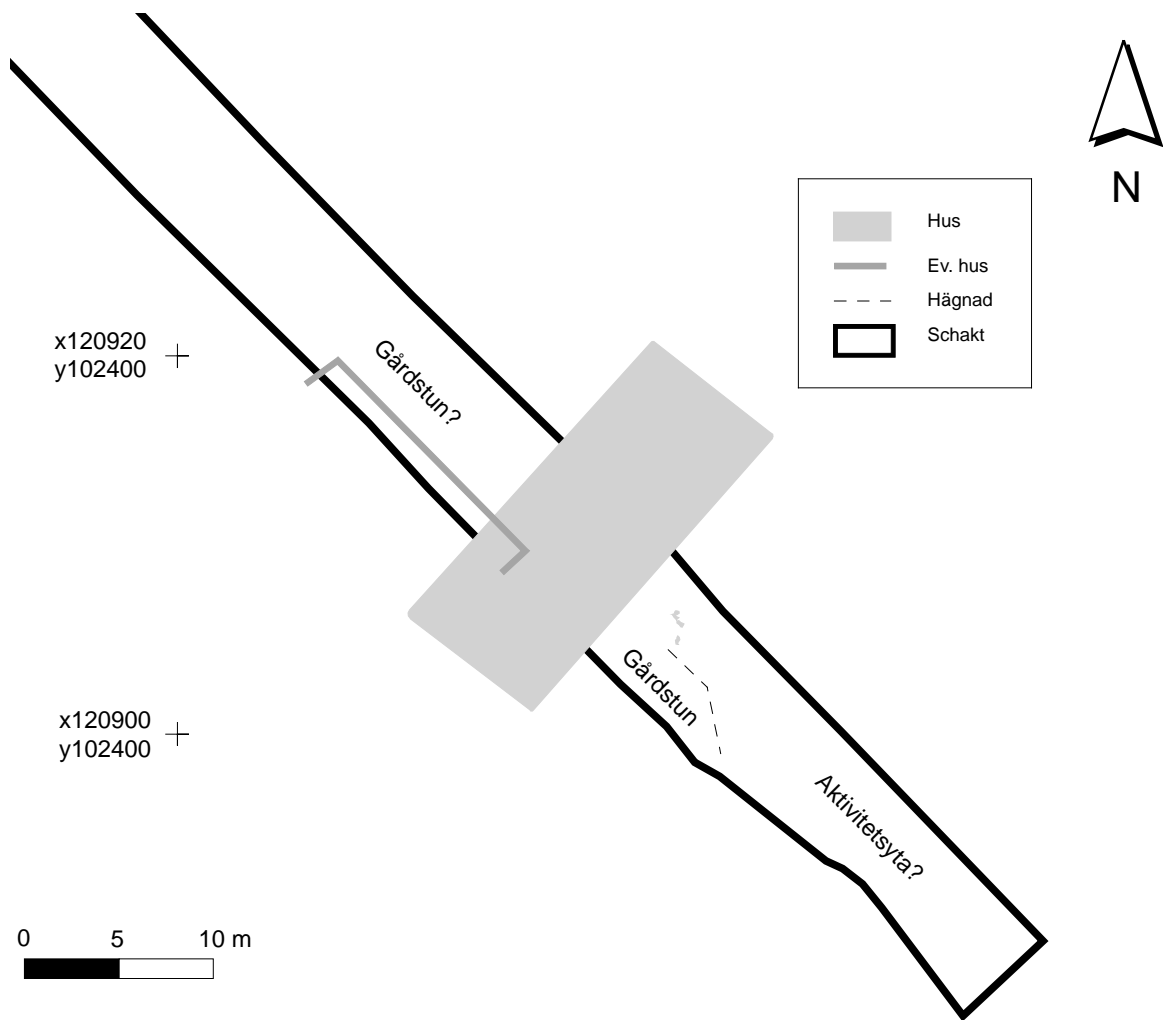 N
Hus
Ev. hus
Hägnad
Schakt
x120920
y102400
Gårdstun?
Gårdstun
x120900
y102400
Aktivitetsyta?
0 5 10 m